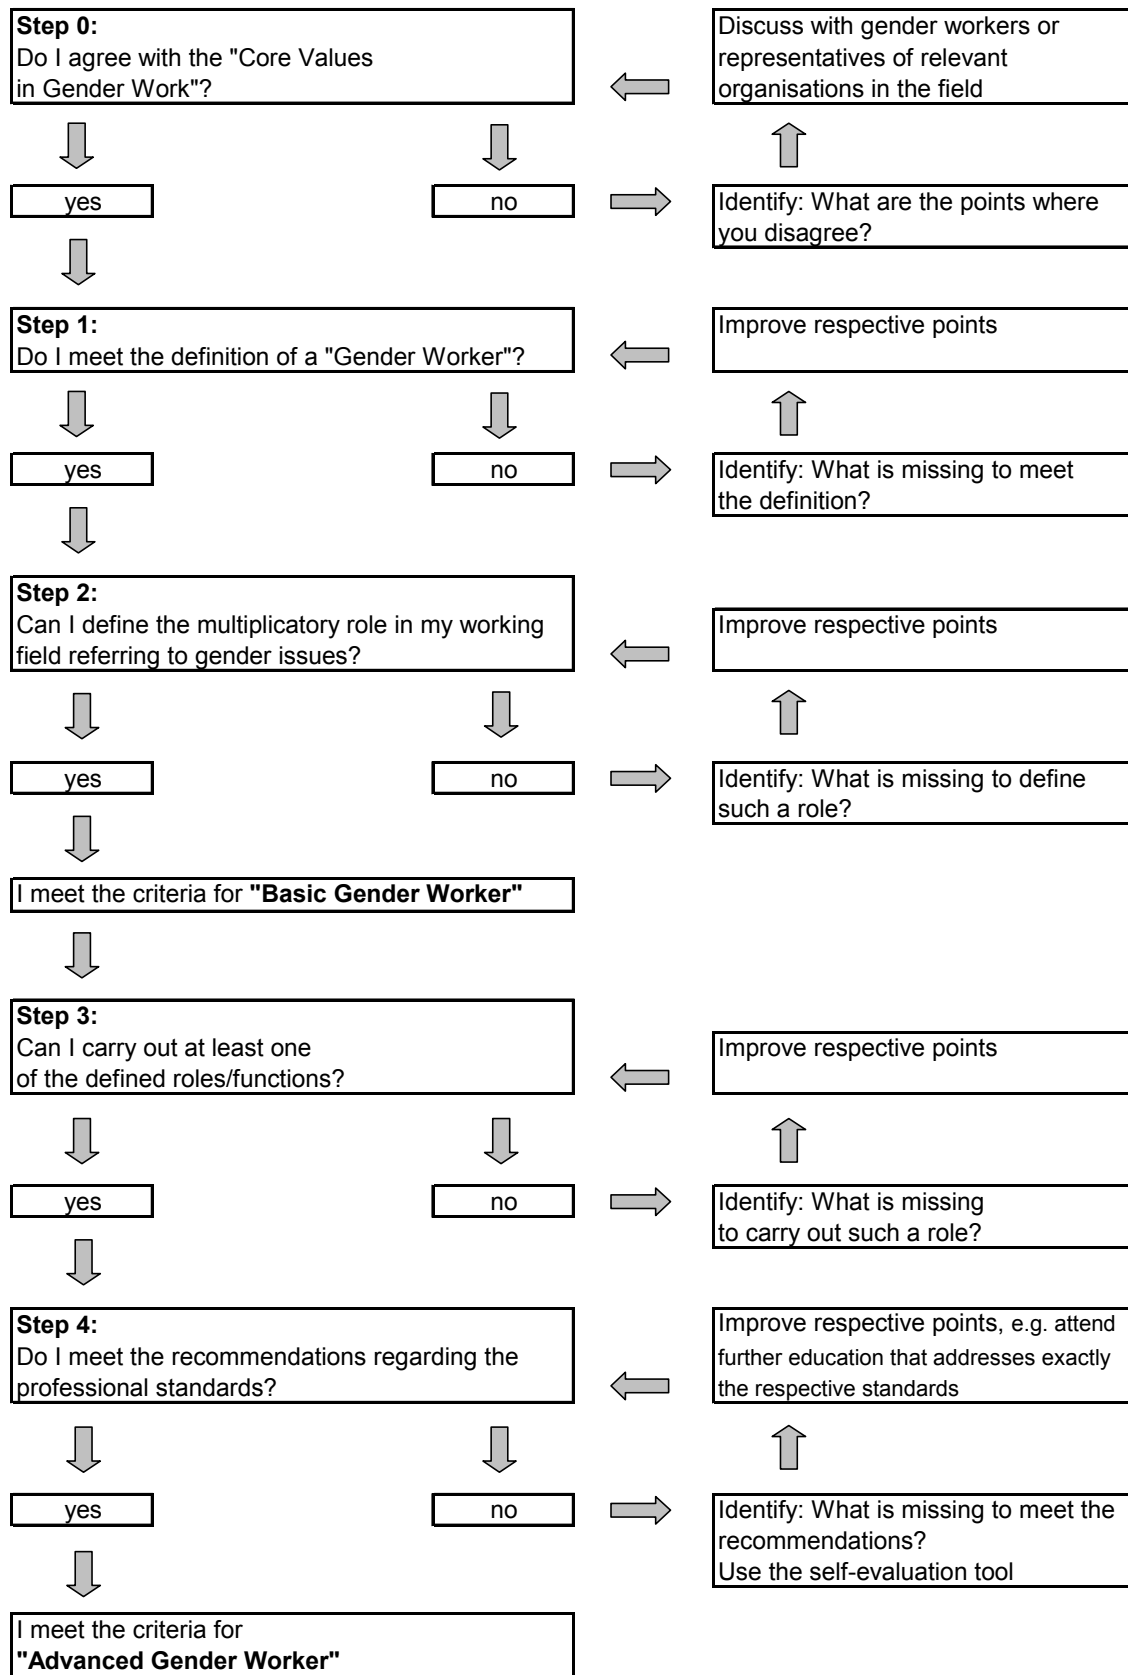 Step 0:
Do I agree with the "Core Values
in Gender Work"?
Discuss with gender workers or
representatives of relevant
organisations in the field
yes
no
Identify: What are the points where
you disagree?
Step 1:
Do I meet the definition of a "Gender Worker"?
Improve respective points
yes
no
Identify: What is missing to meet
the definition?
Step 2:
Can I define the multiplicatory role in my working
field referring to gender issues?
Improve respective points
yes
no
Identify: What is missing to define
such a role?
I meet the criteria for "Basic Gender Worker"
Step 3:
Can I carry out at least one
of the defined roles/functions?
Improve respective points
yes
no
Identify: What is missing
to carry out such a role?
Step 4:
Do I meet the recommendations regarding the
professional standards?
Improve respective points, e.g. attend
further education that addresses exactly
the respective standards
yes
no
Identify: What is missing to meet the
recommendations?
Use the self-evaluation tool
I meet the criteria for
"Advanced Gender Worker"